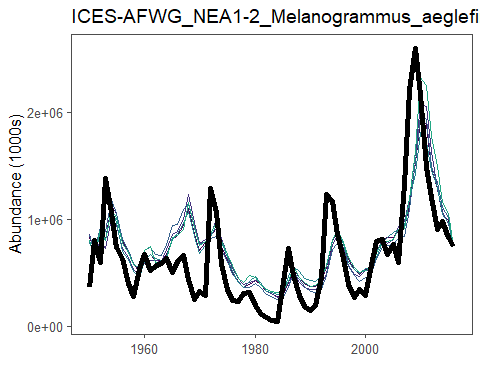 ICES-AFWG_NEA1-2_Melanogrammus_aeglefi
Abundance (1000s)
2e+06
1e+06
0e+00
1960 1980 2000